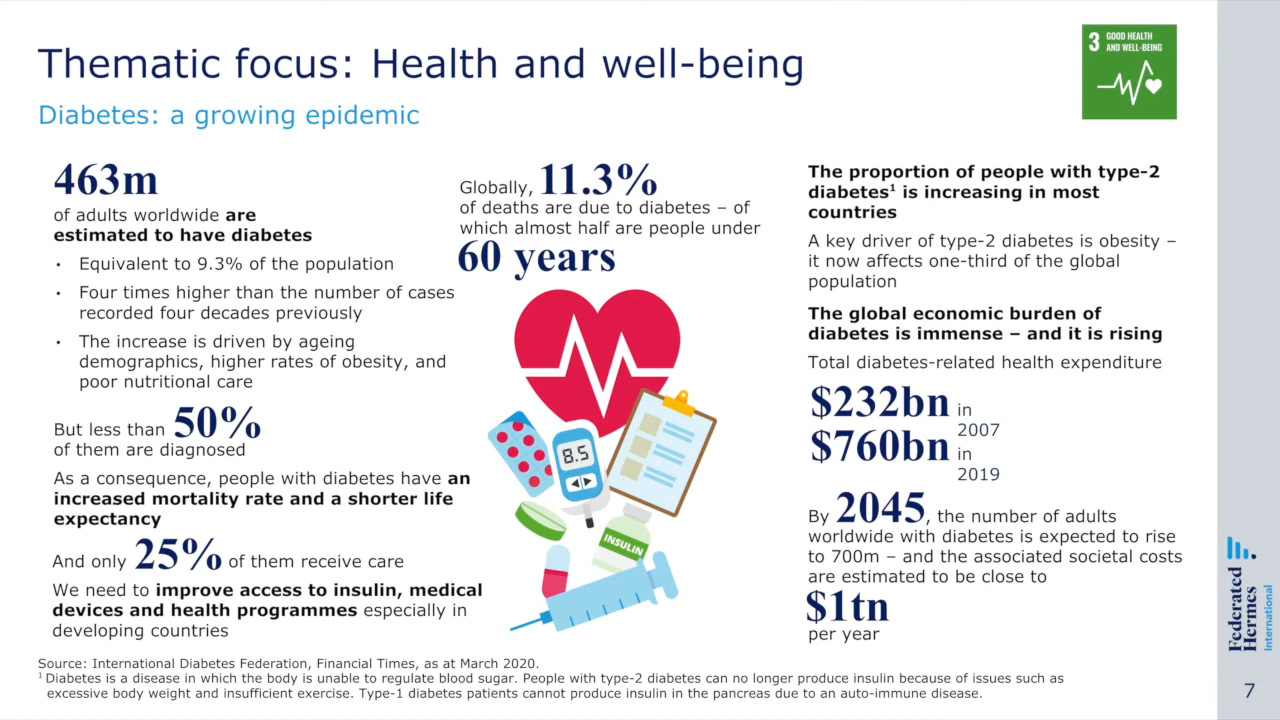 Thematic focus: Health and well-being
3 GOOD HEALTH
AND WELL-BEING
Diabetes: a growing epidemic
463m
of adults worldwide are
estimated to have diabetes
• Equivalent to 9.3% of the population
• Four times higher than the number of cases
recorded four decades previously
• The increase is driven by ageing
demographics, higher rates of obesity, and
poor nutritional care
But less than 50%
of them are diagnosed
As a consequence, people with diabetes have an
increased mortality rate and a shorter life
expectancy
And only 25% of them receive care
We need to improve access to insulin, medical
devices and health programmes especially in
developing countries
Globally, 11.3%
of deaths are due to diabetes – of
which almost half are people under
60 years
8.5
INSULIN
The proportion of people with type-2
diabetes¹ is increasing in most
countries
A key driver of type-2 diabetes is obesity –
it now affects one-third of the global
population
The global economic burden of
diabetes is immense – and it is rising
Total diabetes-related health expenditure
$232bn in
2007
$760bn in
2019
By 2045, the number of adults
worldwide with diabetes is expected to rise
to 700m – and the associated societal costs
are estimated to be close to
$1tn
per year
Source: International Diabetes Federation, Financial Times, as at March 2020.
¹ Diabetes is a disease in which the body is unable to regulate blood sugar. People with type-2 diabetes can no longer produce insulin because of issues such as
excessive body weight and insufficient exercise. Type-1 diabetes patients cannot produce insulin in the pancreas due to an auto-immune disease.
Federated
Hermes
International
7